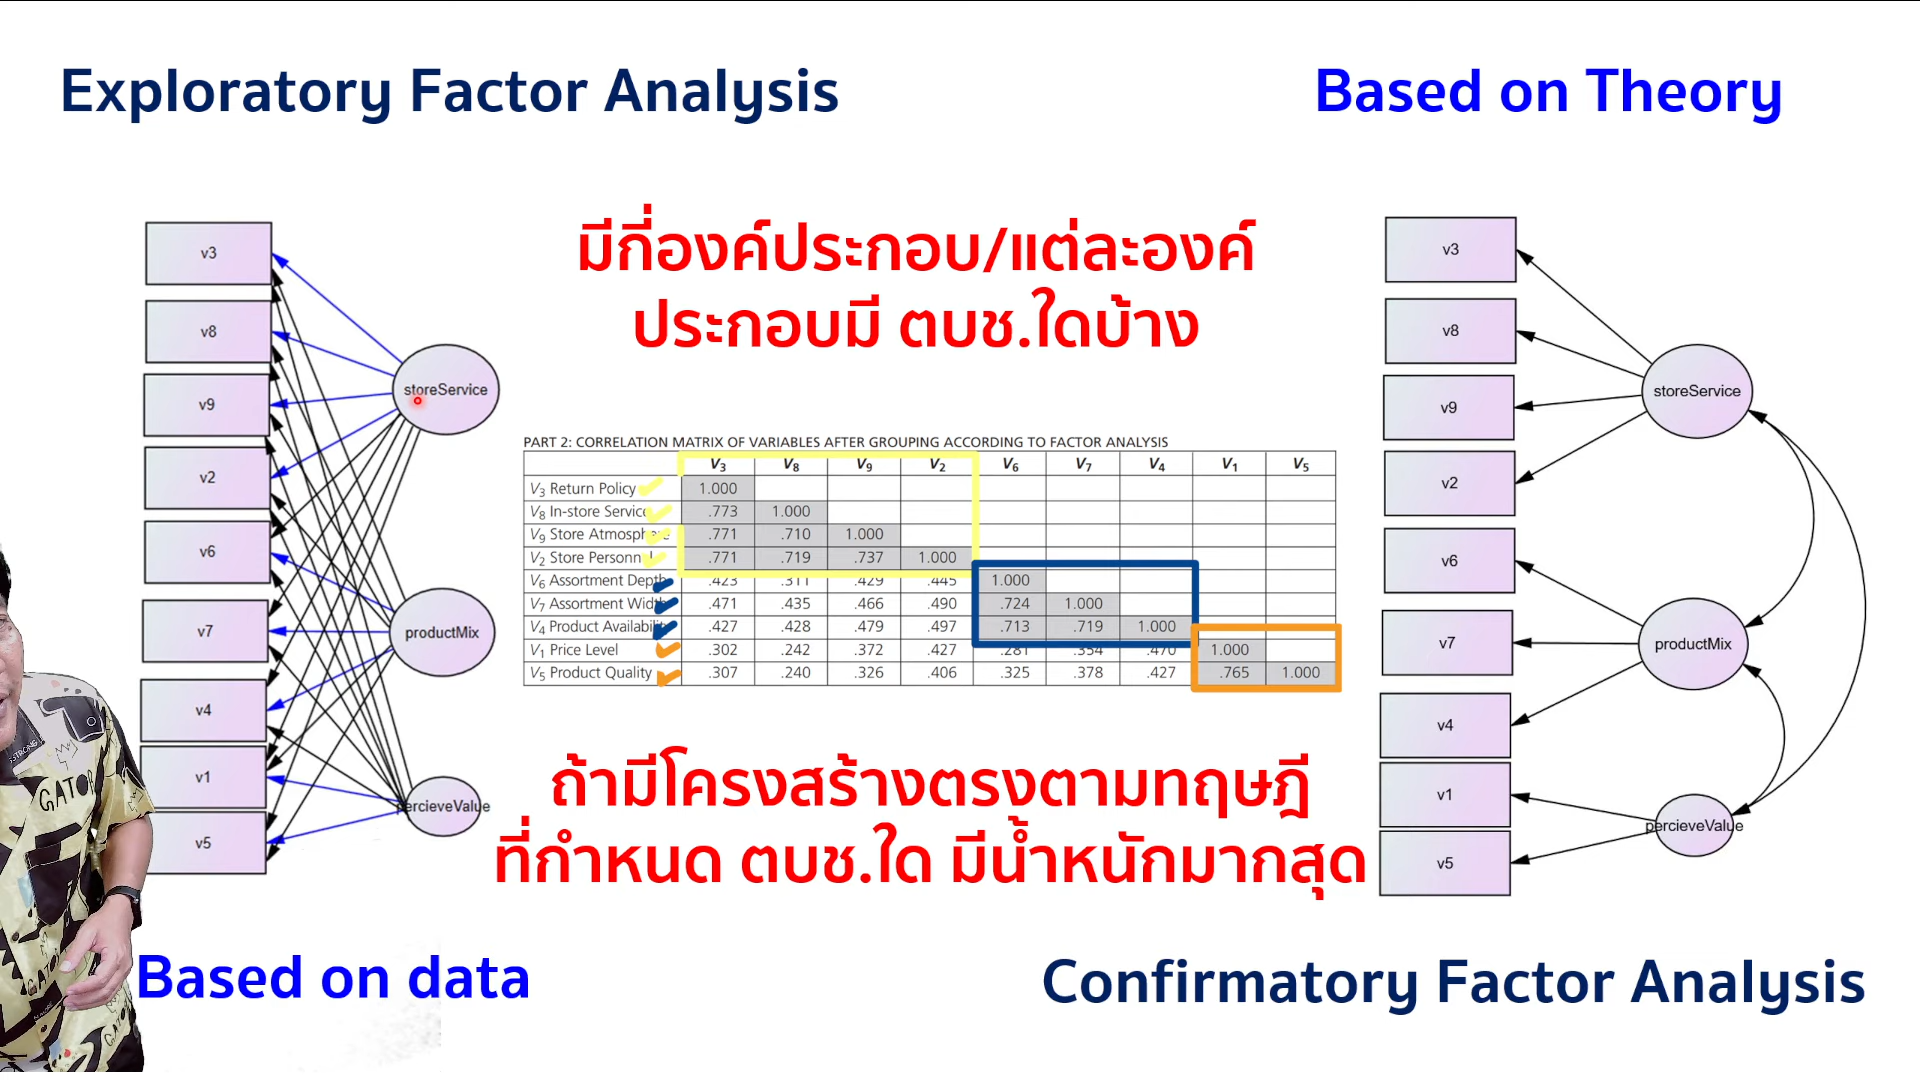 Exploratory Factor Analysis
Based on Theory
มีกี่องค์ประกอบ/แต่ละองค์
ประกอบมี ตบช.ใดบ้าง
v3
v8
v9
v2
v6
v7
v4
v1
v5
storeService
productMix
percieveValue
PART 2: CORRELATION MATRIX OF VARIABLES AFTER GROUPING ACCORDING TO FACTOR ANALYSIS
V3 V8 V9 V2 V6 V7 V4 V1 V5
V3 Return Policy 1.000
V8 In-store Service .773 1.000
V9 Store Atmosphere .771 .710 1.000
V2 Store Personnel .771 .719 .737 1.000
V6 Assortment Depth .423 .311 .429 .445 1.000
V7 Assortment Width .471 .435 .466 .490 .724 1.000
V4 Product Availability .427 .428 .479 .497 .713 .719 1.000
V1 Price Level .302 .242 .372 .427 .281 .354 .470 1.000
V5 Product Quality .307 .240 .326 .406 .325 .378 .427 .765 1.000
v3
v8
v9
v2
v6
v7
v4
v1
v5
storeService
productMix
percieveValue
ถ้ามีโครงสร้างตรงตามทฤษฎี
ที่กำหนด ตบช.ใด มีน้ำหนักมากสุด
GATOR
Based on data
Confirmatory Factor Analysis